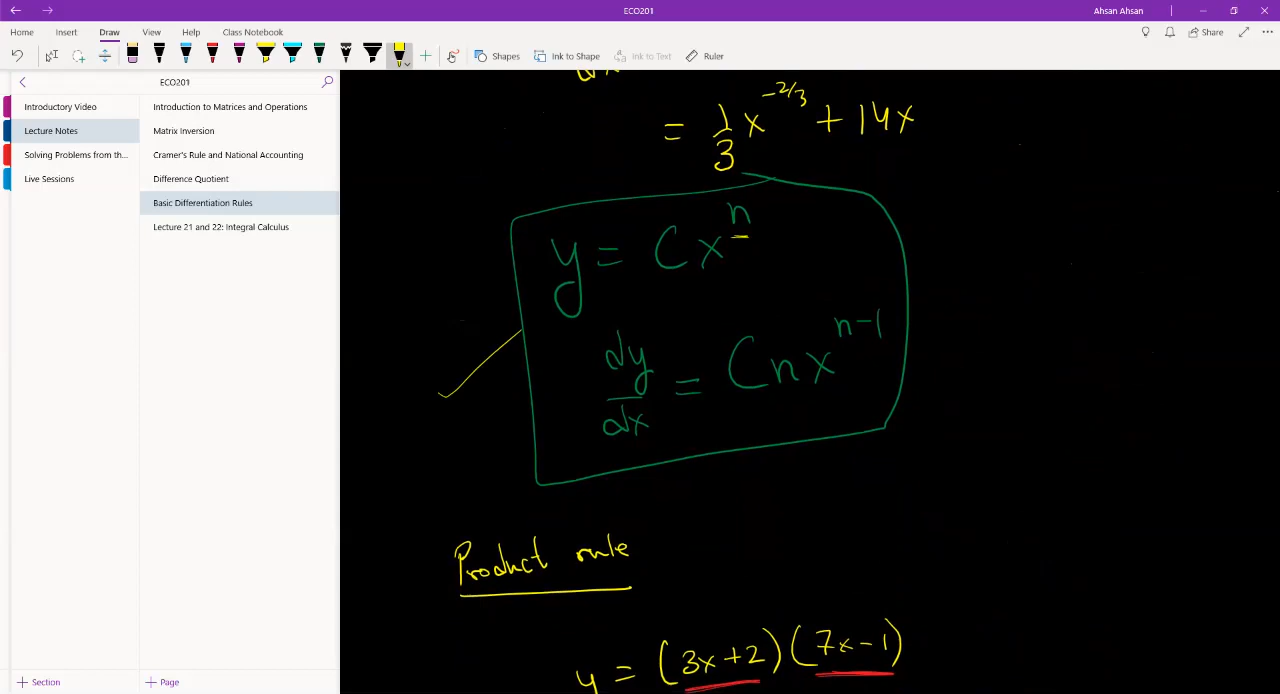 ECO201
Ahsan Ahsan
Home Insert Draw View Help Class Notebook
Share
Shapes Ink to Shape Ink to Text Ruler
ECO201
Introductory Video
Lecture Notes
Solving Problems from th...
Live Sessions
Introduction to Matrices and Operations
Matrix Inversion
Cramer's Rule and National Accounting
Difference Quotient
Basic Differentiation Rules
Lecture 21 and 22: Integral Calculus
Section
Page
= 1/3 x^(-2/3) + 14x
y = Cx^n
dy/dx = Cnx^(n-1)
Product rule
y = (3x+2)(7x-1)